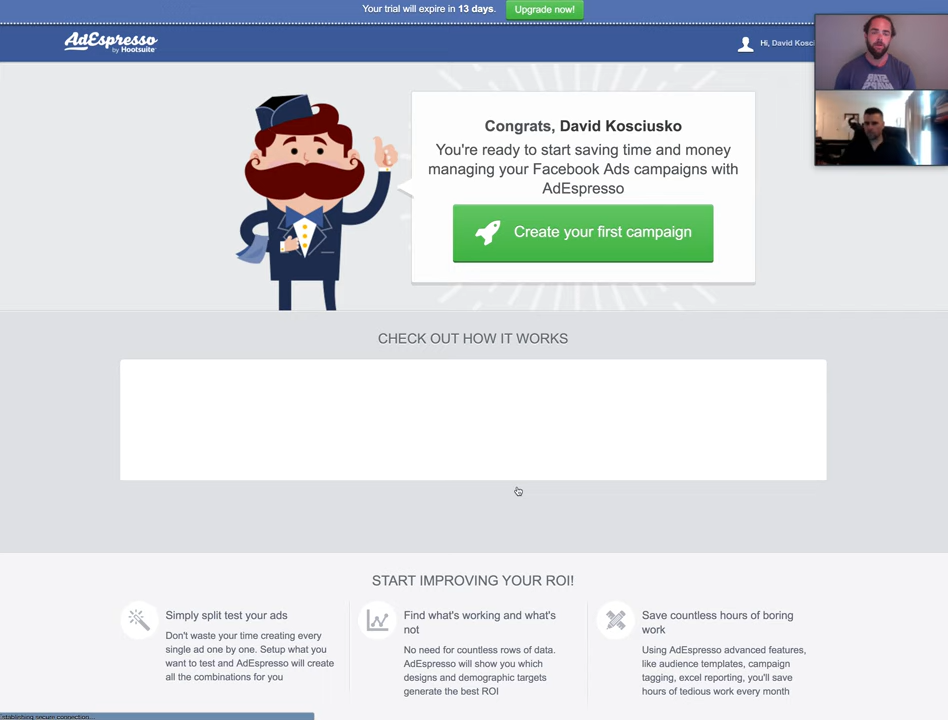 Your trial will expire in 13 days. Upgrade now!
AdEspresso
by Hootsuite
Hi, David Kosci
Congrats, David Kosciusko
You're ready to start saving time and money
managing your Facebook Ads campaigns with
AdEspresso
Create your first campaign
CHECK OUT HOW IT WORKS
START IMPROVING YOUR ROI!
Simply split test your ads
Don't waste your time creating every
single ad one by one. Setup what you
want to test and AdEspresso will create
all the combinations for you
Find what's working and what's
not
No need for countless rows of data.
AdEspresso will show you which
designs and demographic targets
generate the best ROI
Save countless hours of boring
work
Using AdEspresso advanced features,
like audience templates, campaign
tagging, excel reporting, you'll save
hours of tedious work every month
stablishing secure connection...